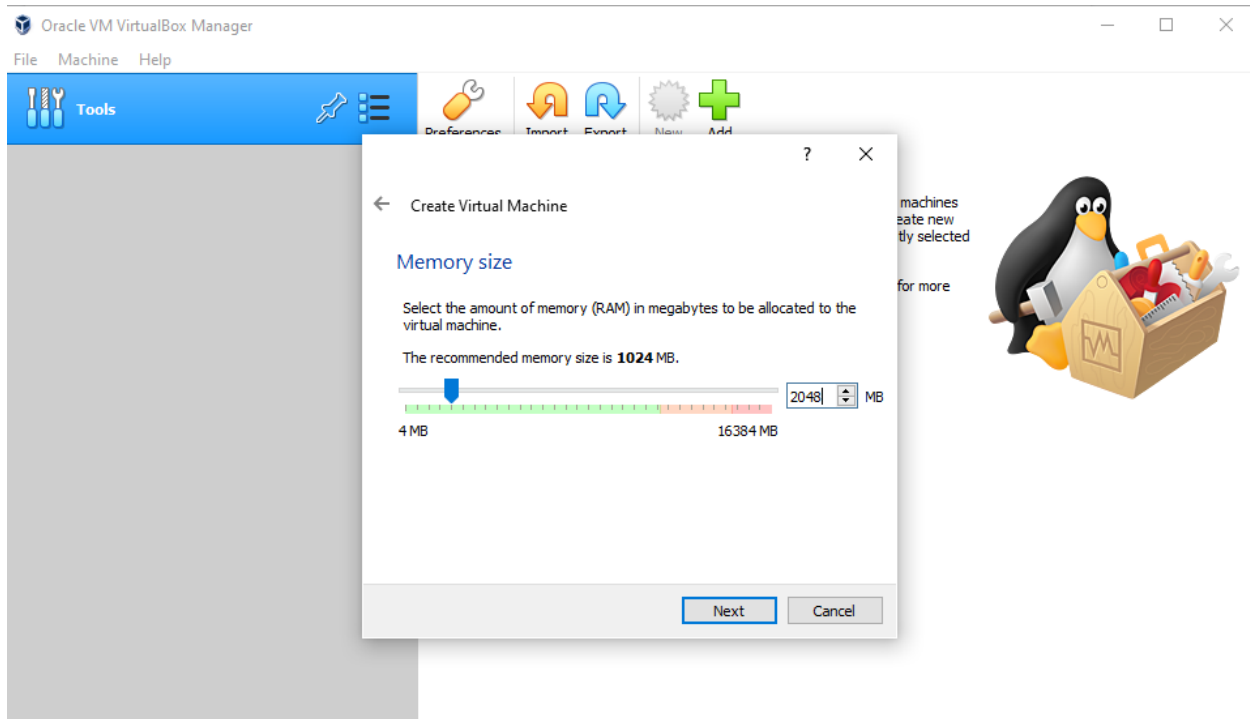 Oracle VM VirtualBox Manager
File Machine Help
Tools
Preferences Import Export New Add
machines
eate new
tly selected
for more
?
Create Virtual Machine
Memory size
Select the amount of memory (RAM) in megabytes to be allocated to the
virtual machine.
The recommended memory size is 1024 MB.
2048 MB
4 MB 16384 MB
Next Cancel